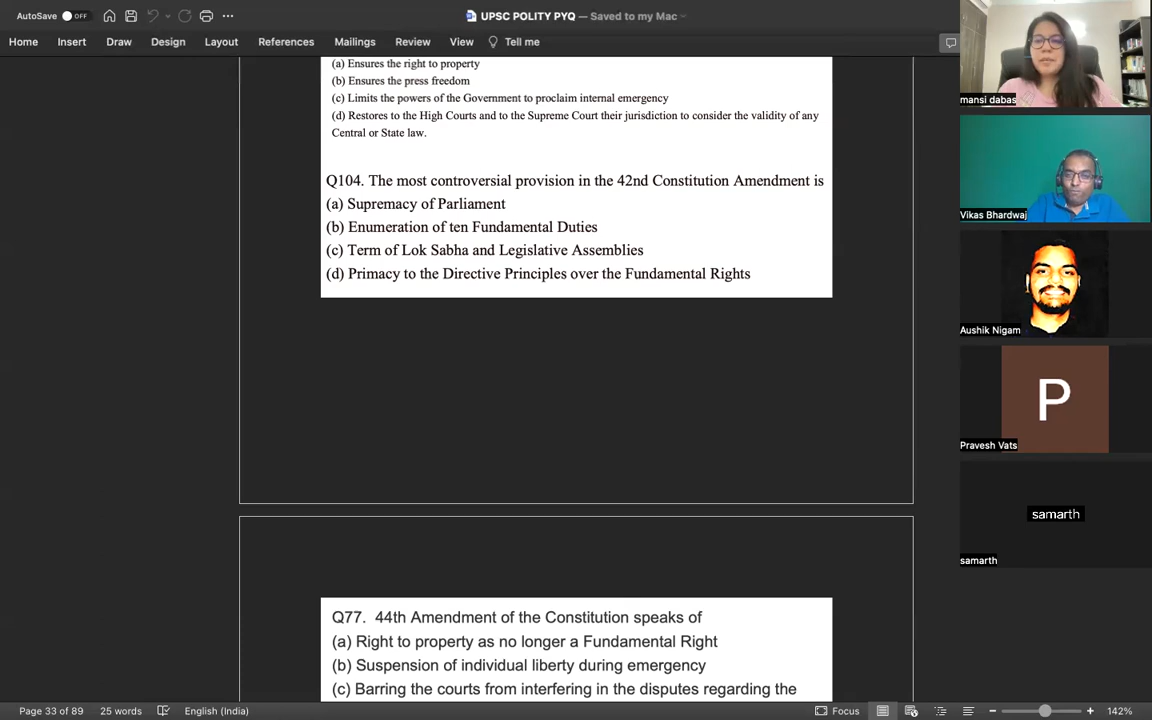 AutoSave OFF UPSC POLITY PYQ — Saved to my Mac
Home Insert Draw Design Layout References Mailings Review View Tell me
(a) Ensures the right to property
(b) Ensures the press freedom
(c) Limits the powers of the Government to proclaim internal emergency
(d) Restores to the High Courts and to the Supreme Court their jurisdiction to consider the validity of any
Central or State law.
Q104. The most controversial provision in the 42nd Constitution Amendment is
(a) Supremacy of Parliament
(b) Enumeration of ten Fundamental Duties
(c) Term of Lok Sabha and Legislative Assemblies
(d) Primacy to the Directive Principles over the Fundamental Rights
Q77. 44th Amendment of the Constitution speaks of
(a) Right to property as no longer a Fundamental Right
(b) Suspension of individual liberty during emergency
(c) Barring the courts from interfering in the disputes regarding the
Page 33 of 89 25 words English (India) Focus 142%
mansi dabas
Vikas Bhardwaj
Aushik Nigam
P
Pravesh Vats
samarth
samarth